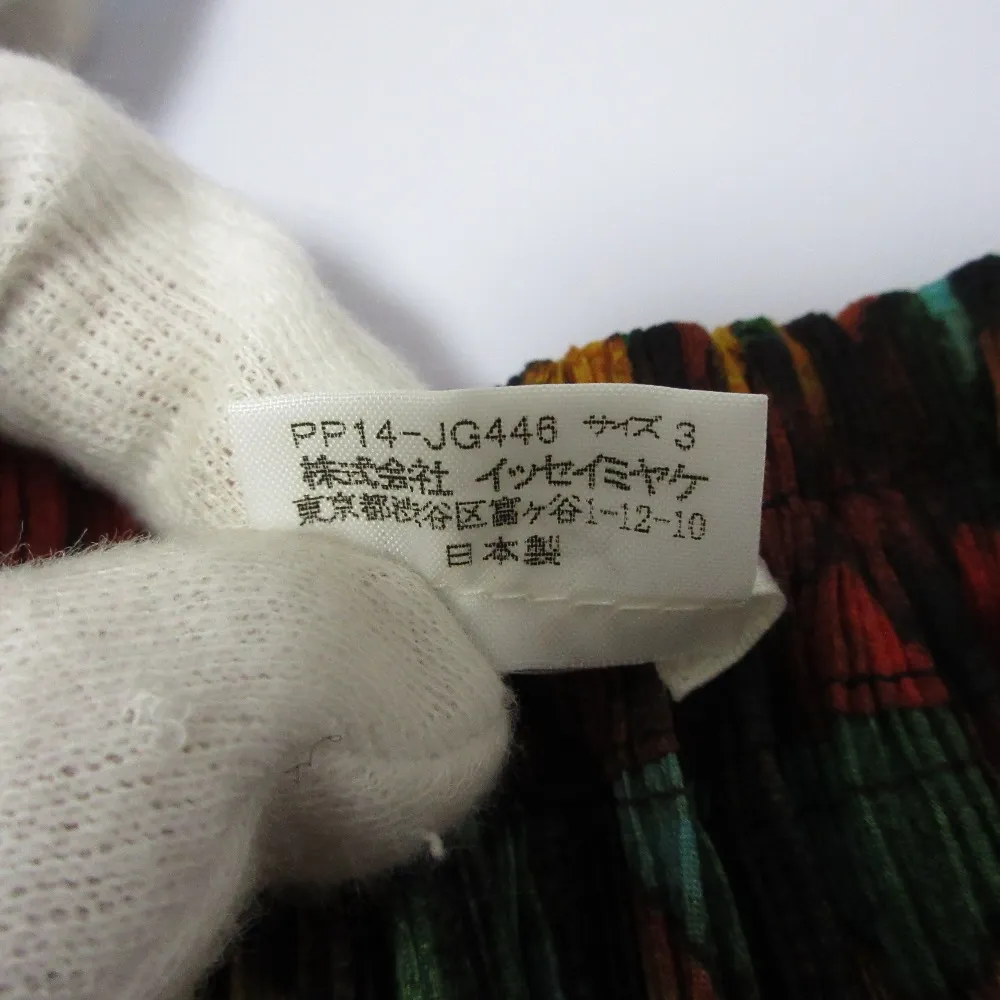 PP14-JG446 サイズ 3
株式会社 イッセイミヤケ
東京都渋谷区富ヶ谷1-12-10
日本製